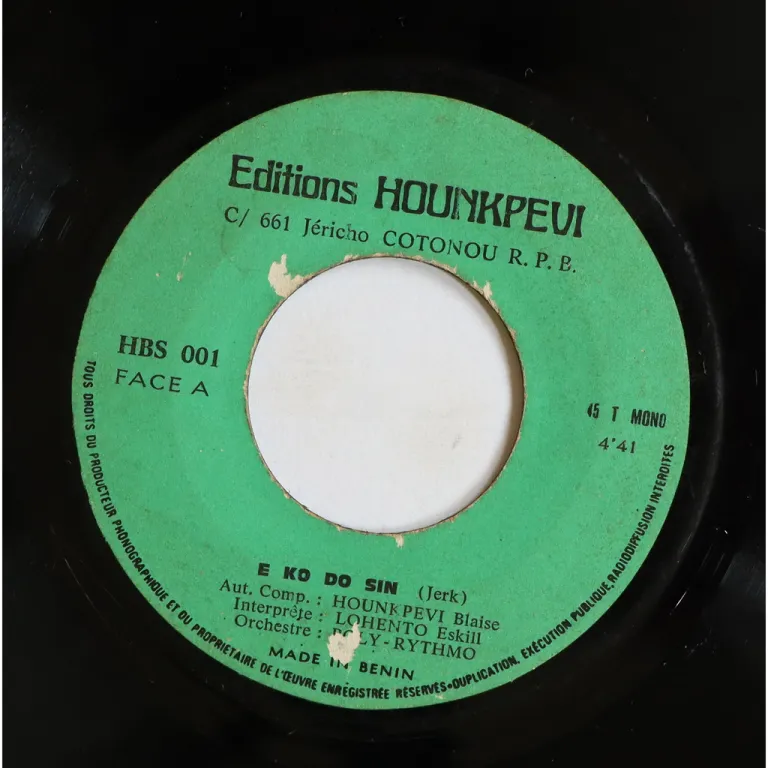 Editions HOUNKPEVI
C/ 661 Jéricho COTONOU R. P. B.
HBS 001
FACE A
45 T MONO
4'41
E KO DO SIN (Jerk)
Aut. Comp. : HOUNKPEVI Blaise
Interprète : LOHENTO Eskill
Orchestre : POLY-RYTHMO
MADE IN BENIN
TOUS DROITS DU PRODUCTEUR PHONOGRAPHIQUE ET DU PROPRIETAIRE DE L'ŒUVRE ENREGISTRÉE RÉSERVÉS•DUPLICATION, EXÉCUTION PUBLIQUE, RADIODIFFUSION INTERDITES